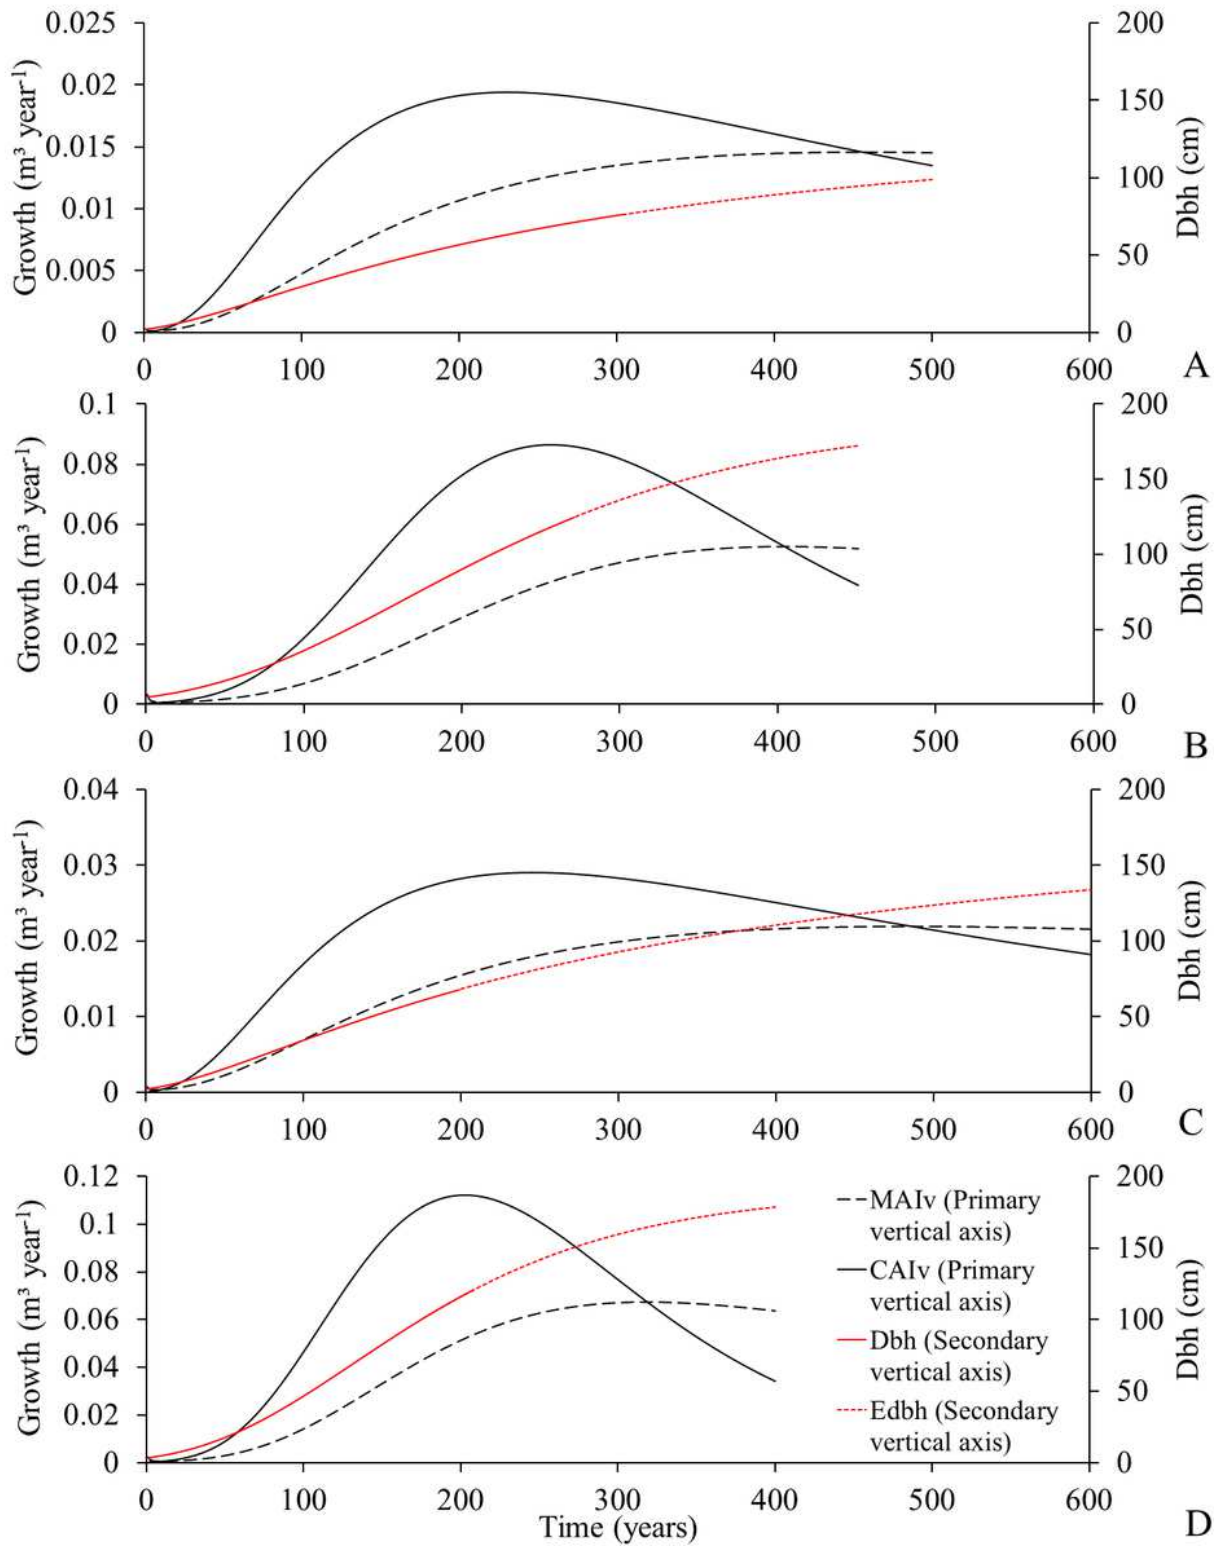 Growth (m³ year⁻¹)
0.025
0.02
0.015
0.01
0.005
0
200
150
100
50
0
Dbh (cm)
0 100 200 300 400 500 600
A
Growth (m³ year⁻¹)
0.1
0.08
0.06
0.04
0.02
0
200
150
100
50
0
Dbh (cm)
0 100 200 300 400 500 600
B
Growth (m³ year⁻¹)
0.04
0.03
0.02
0.01
0
200
150
100
50
0
Dbh (cm)
0 100 200 300 400 500 600
C
Growth (m³ year⁻¹)
0.12
0.1
0.08
0.06
0.04
0.02
0
MAIv (Primary
vertical axis)
CAIv (Primary
vertical axis)
Dbh (Secondary
vertical axis)
Edbh (Secondary
vertical axis)
200
150
100
50
0
Dbh (cm)
0 100 200 300 400 500 600
Time (years)
D